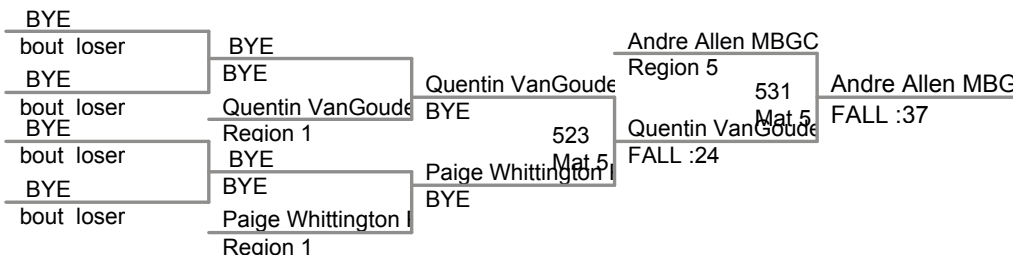 BYE
bout loser
BYE
bout loser
BYE
bout loser
BYE
bout loser
BYE
BYE
Quentin VanGoude
Region 1
BYE
BYE
Paige Whittington
Region 1
Quentin VanGoude
BYE
523
Mat 5
Paige Whittington
BYE
Andre Allen MBGC
Region 5
531
Mat 5
Quentin VanGoude
FALL :24
Andre Allen MBG
FALL :37